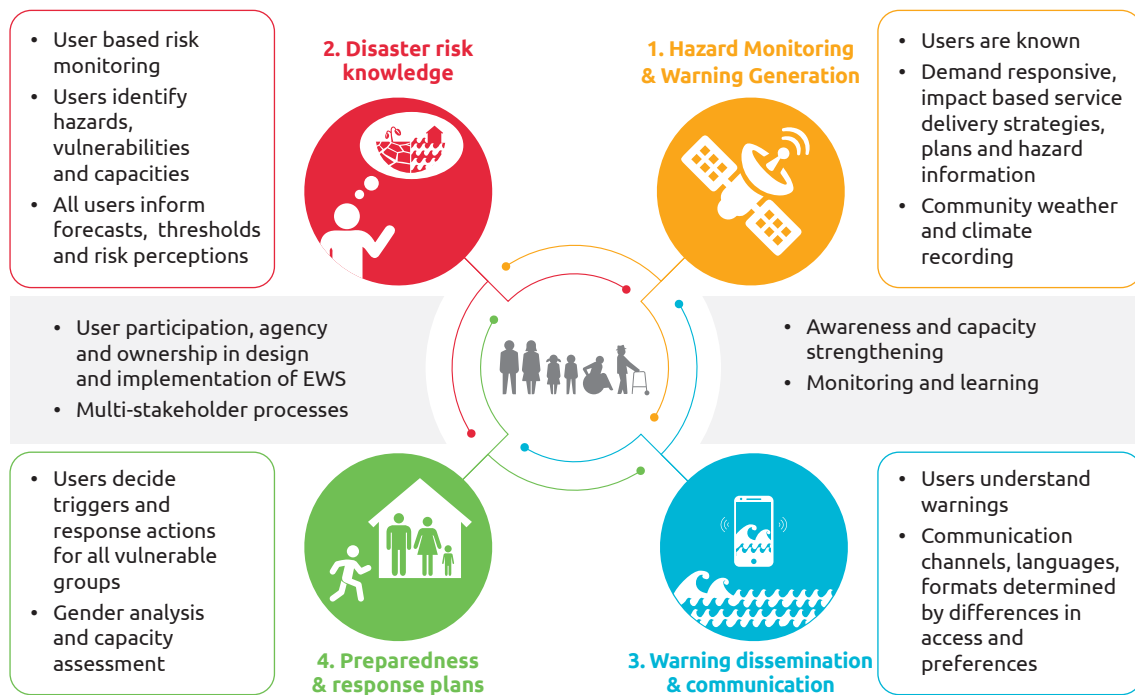 • User based risk
monitoring
• Users identify
hazards,
vulnerabilities
and capacities
• All users inform
forecasts, thresholds
and risk perceptions
2. Disaster risk
knowledge
1. Hazard Monitoring
& Warning Generation
• Users are known
• Demand responsive,
impact based service
delivery strategies,
plans and hazard
information
• Community weather
and climate
recording
• User participation, agency
and ownership in design
and implementation of EWS
• Multi-stakeholder processes
• Awareness and capacity
strengthening
• Monitoring and learning
• Users decide
triggers and
response actions
for all vulnerable
groups
• Gender analysis
and capacity
assessment
4. Preparedness
& response plans
3. Warning dissemination
& communication
• Users understand
warnings
• Communication
channels, languages,
formats determined
by differences in
access and
preferences